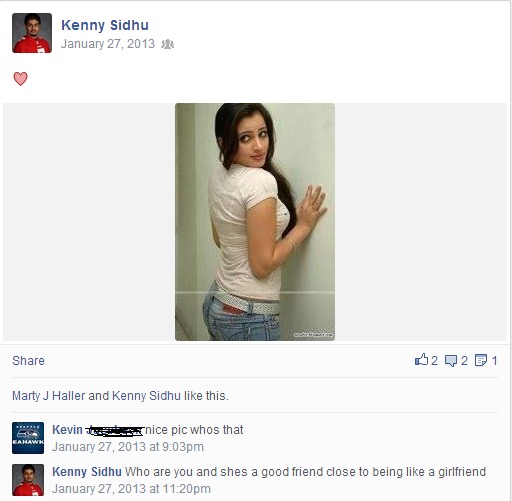 Kenny Sidhu
January 27, 2013
Share
2 2 1
Marty J Haller and Kenny Sidhu like this.
SEATTLE
SEAHAWKS
Kevin nice pic whos that
January 27, 2013 at 9:03pm
Kenny Sidhu Who are you and shes a good friend close to being like a girlfriend
January 27, 2013 at 11:20pm